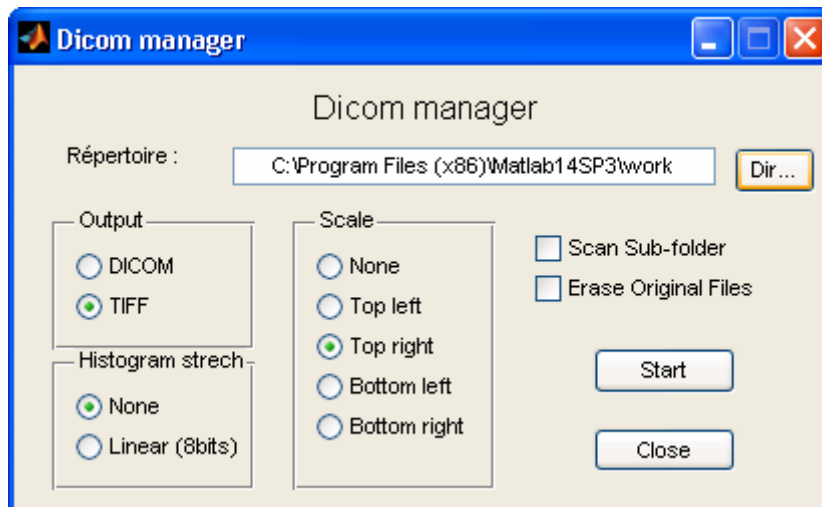 Dicom manager
Dicom manager
Répertoire :
C:\Program Files (x86)\Matlab14SP3\work
Dir...
Output
DICOM
TIFF
Histogram strech
None
Linear (8bits)
Scale
None
Top left
Top right
Bottom left
Bottom right
Scan Sub-folder
Erase Original Files
Start
Close